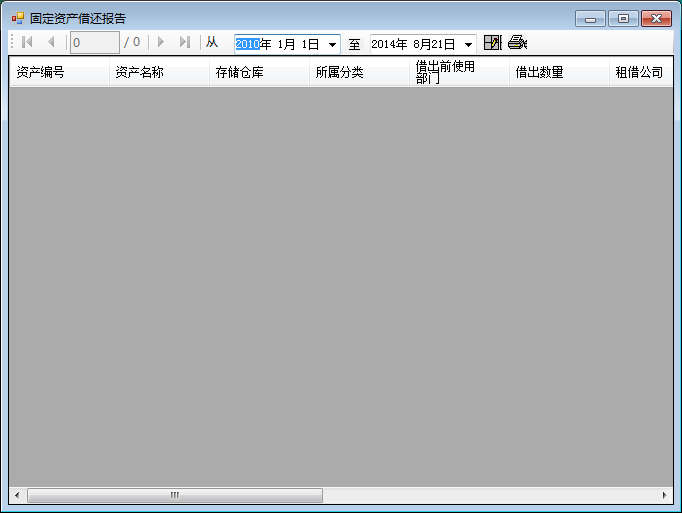 固定资产借还报告
0 / 0 从 2010年 1月 1日 至 2014年 8月21日
资产编号 资产名称 存储仓库 所属分类 借出前使用部门 借出数量 租借公司